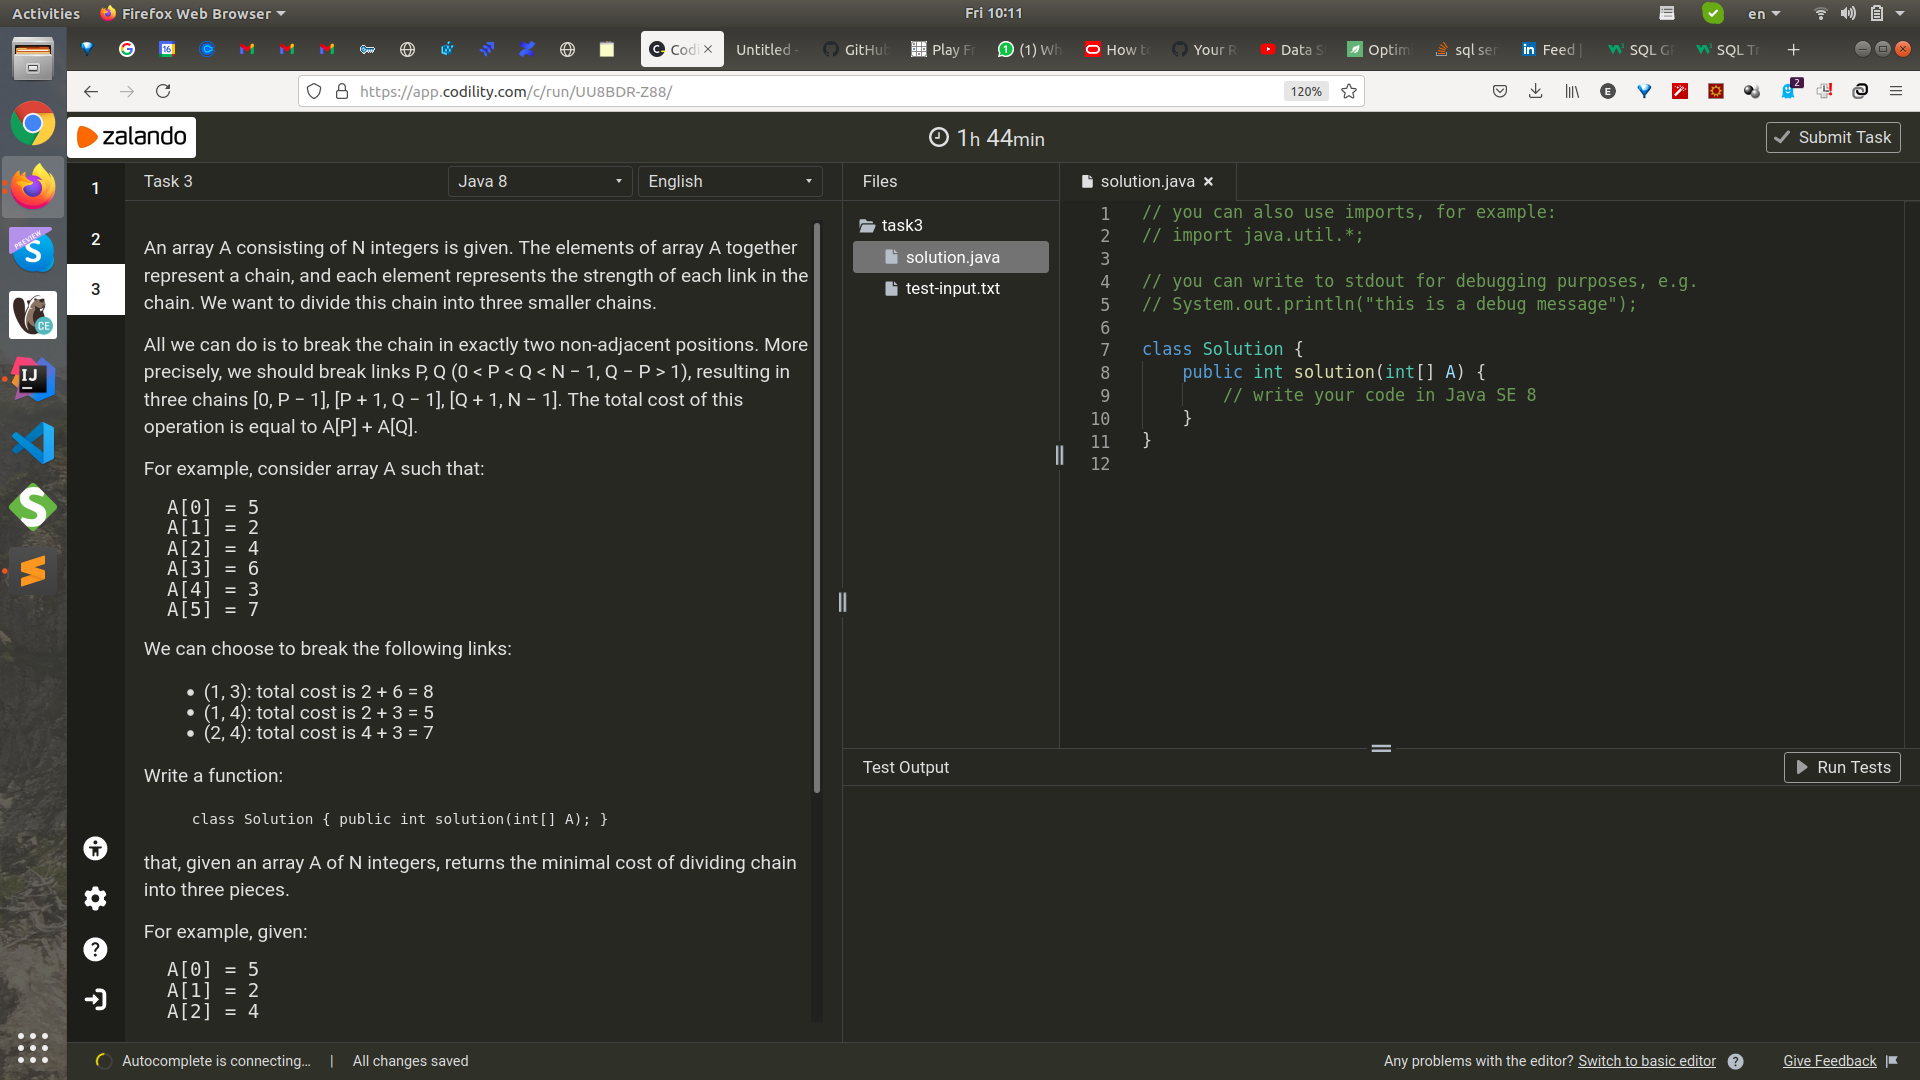 Activities
Firefox Web Browser
Fri 10:11
en
Codi
Untitled -
GitHub
Play Fr
(1) Wh
How to
Your R
Data S
Optim
sql ser
Feed |
SQL GR
SQL Tr
https://app.codility.com/c/run/UU8BDR-Z88/
120%
2
zalando
1h 44min
Submit Task
1
2
3
Task 3
Java 8
English
An array A consisting of N integers is given. The elements of array A together
represent a chain, and each element represents the strength of each link in the
chain. We want to divide this chain into three smaller chains.
All we can do is to break the chain in exactly two non-adjacent positions. More
precisely, we should break links P, Q (0 < P < Q < N − 1, Q − P > 1), resulting in
three chains [0, P − 1], [P + 1, Q − 1], [Q + 1, N − 1]. The total cost of this
operation is equal to A[P] + A[Q].
For example, consider array A such that:
A[0] = 5
A[1] = 2
A[2] = 4
A[3] = 6
A[4] = 3
A[5] = 7
We can choose to break the following links:
• (1, 3): total cost is 2 + 6 = 8
• (1, 4): total cost is 2 + 3 = 5
• (2, 4): total cost is 4 + 3 = 7
Write a function:
class Solution { public int solution(int[] A); }
that, given an array A of N integers, returns the minimal cost of dividing chain
into three pieces.
For example, given:
A[0] = 5
A[1] = 2
A[2] = 4
Files
task3
solution.java
test-input.txt
solution.java
1 // you can also use imports, for example:
2 // import java.util.*;
3
4 // you can write to stdout for debugging purposes, e.g.
5 // System.out.println("this is a debug message");
6
7 class Solution {
8 public int solution(int[] A) {
9 // write your code in Java SE 8
10 }
11 }
12
Test Output
Run Tests
Autocomplete is connecting...
|
All changes saved
Any problems with the editor? Switch to basic editor
Give Feedback